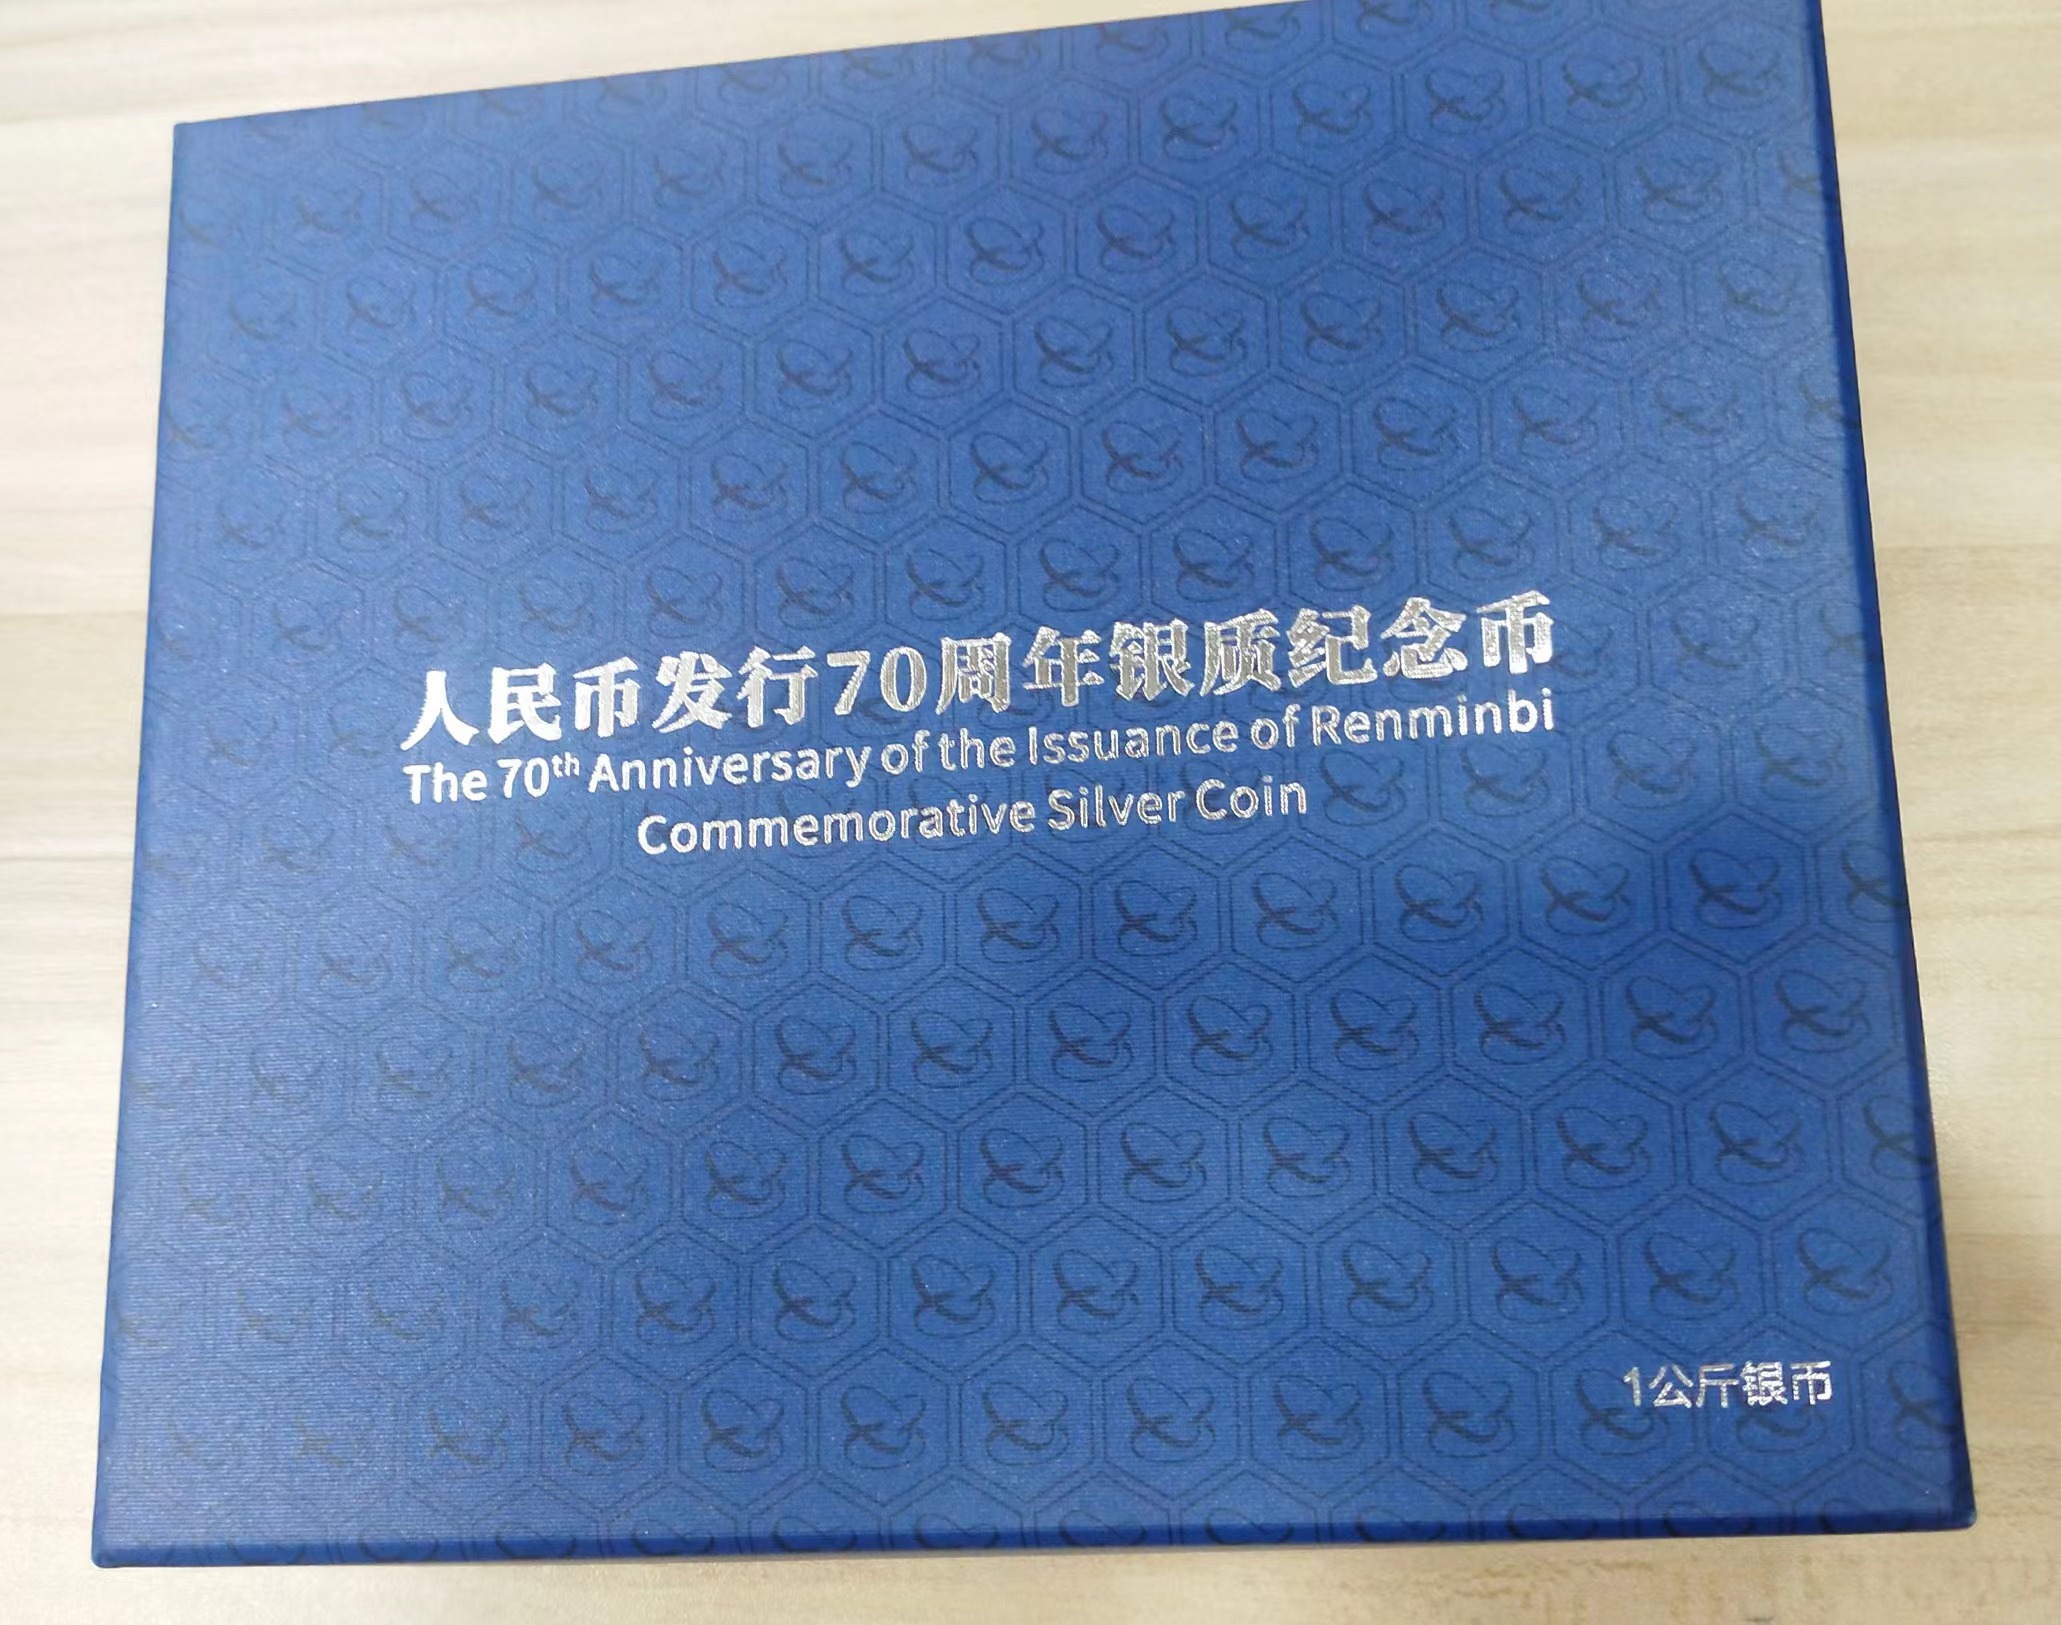 人民币发行70周年银质纪念币
The 70th Anniversary of the Issuance of Renminbi
Commemorative Silver Coin
1公斤银币